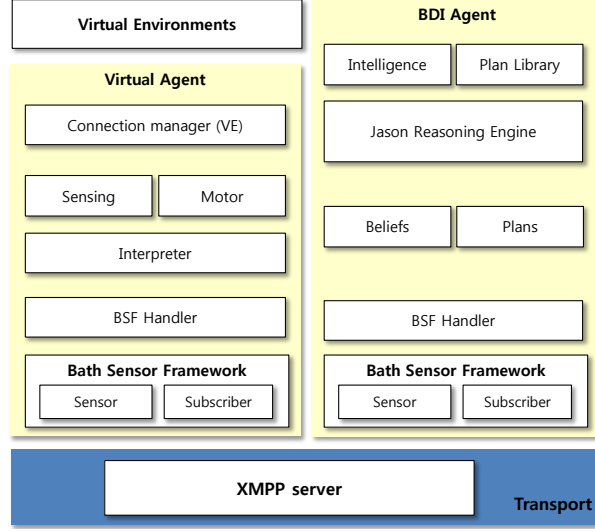 Virtual Environments
Virtual Agent
Connection manager (VE)
Sensing
Motor
Interpreter
BSF Handler
Bath Sensor Framework
Sensor
Subscriber
BDI Agent
Intelligence
Plan Library
Jason Reasoning Engine
Beliefs
Plans
BSF Handler
Bath Sensor Framework
Sensor
Subscriber
XMPP server
Transport